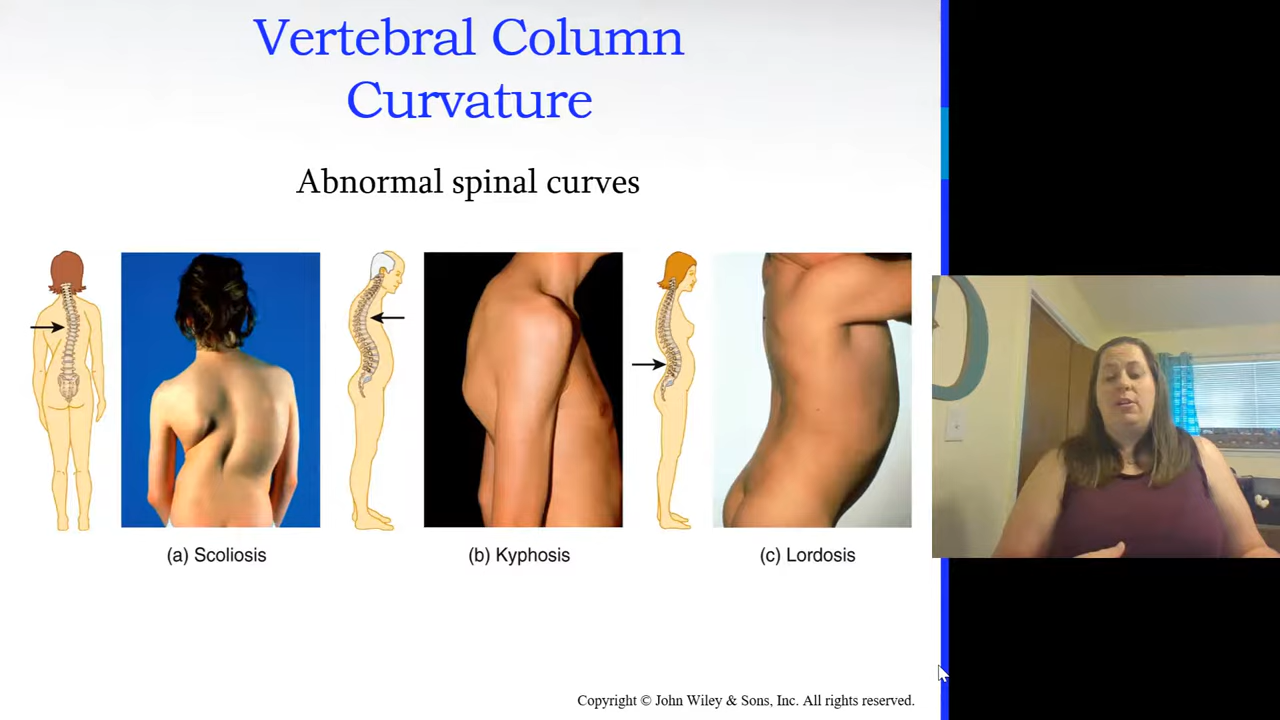 Vertebral Column
Curvature
Abnormal spinal curves
(a) Scoliosis
(b) Kyphosis
(c) Lordosis
Copyright © John Wiley & Sons, Inc. All rights reserved.